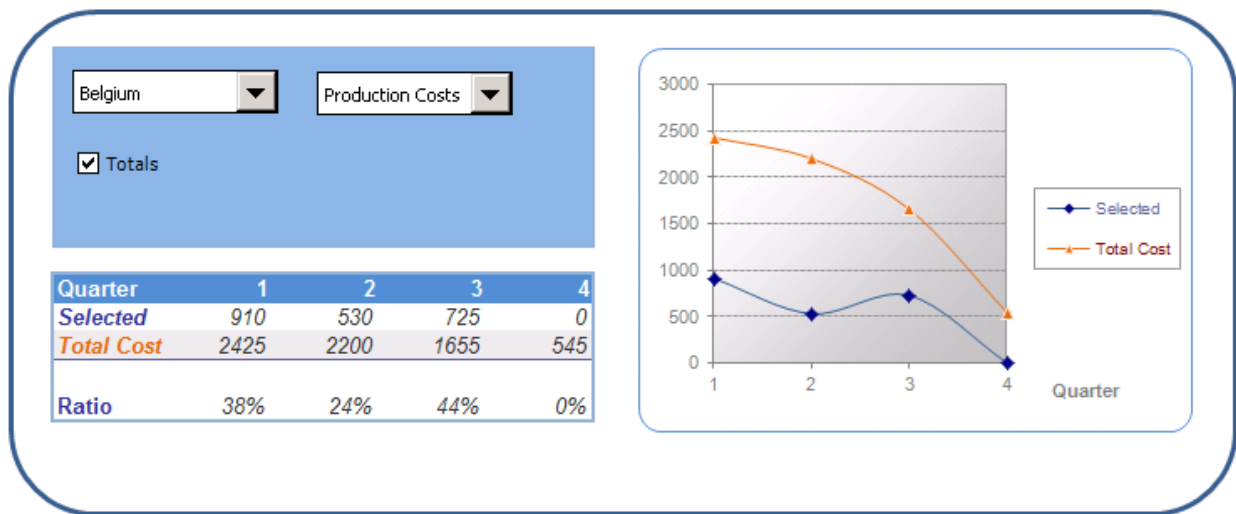 Belgium
Production Costs
Totals
Quarter 1 2 3 4
Selected 910 530 725 0
Total Cost 2425 2200 1655 545
Ratio 38% 24% 44% 0%
3000
2500
2000
1500
1000
500
0
1 2 3 4
Quarter
Selected
Total Cost